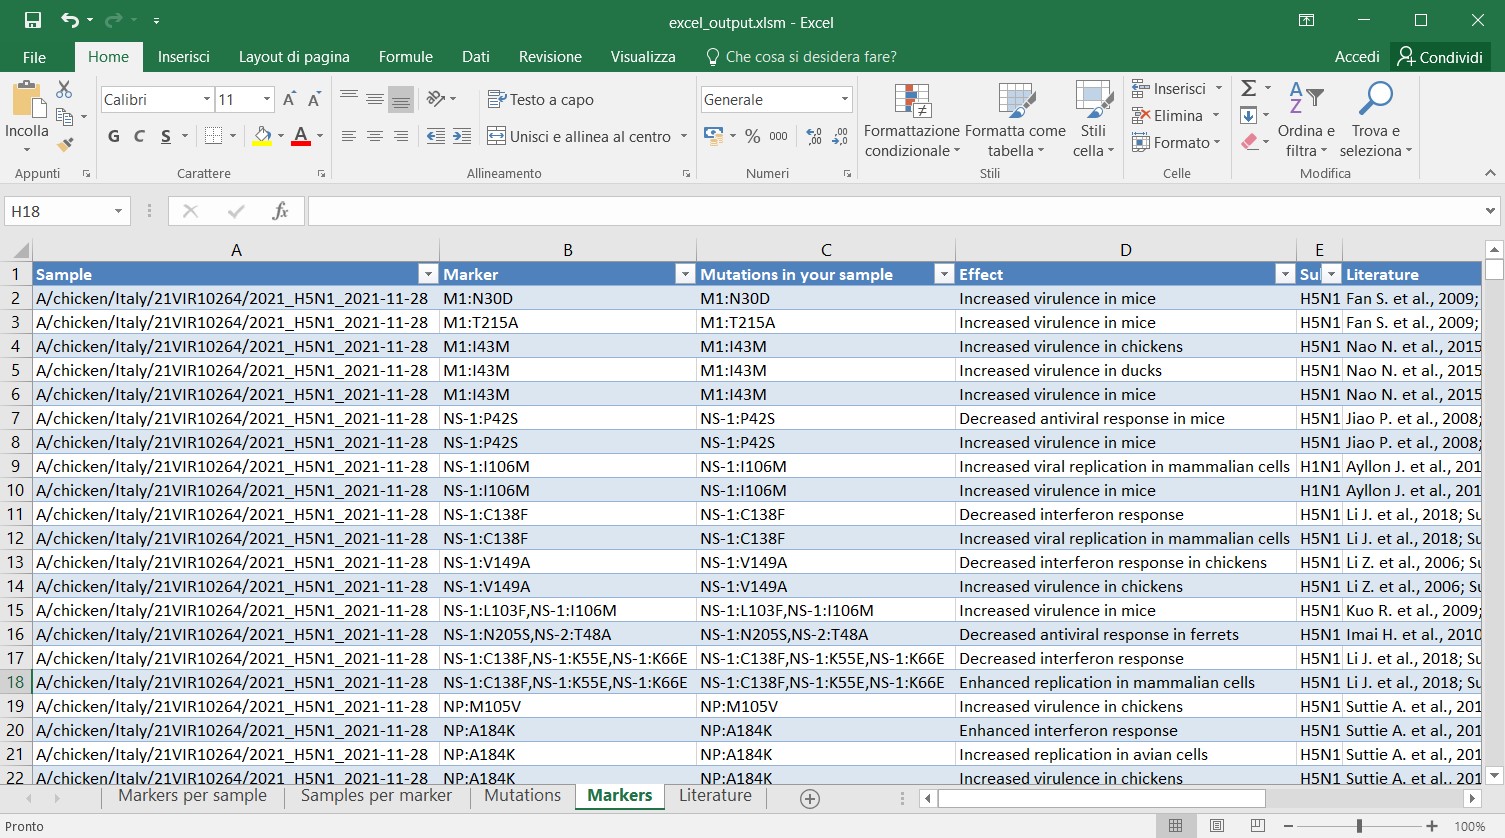 excel_output.xlsm - Excel
File Home Inserisci Layout di pagina Formule Dati Revisione Visualizza Che cosa si desidera fare? Accedi Condividi
Incolla
Appunti
Calibri 11
G C S A
Carattere
Testo a capo
Unisci e allinea al centro
Allineamento
Generale
% 000
Numeri
Formattazione condizionale
Formatta come tabella
Stili cella
Stili
Inserisci
Elimina
Formato
Celle
Ordina e filtra
Trova e seleziona
Modifica
H18 fx
A B C D E
1 Sample Marker Mutations in your sample Effect Su Literature
2 A/chicken/Italy/21VIR10264/2021_H5N1_2021-11-28 M1:N30D M1:N30D Increased virulence in mice H5N1 Fan S. et al., 2009;
3 A/chicken/Italy/21VIR10264/2021_H5N1_2021-11-28 M1:T215A M1:T215A Increased virulence in mice H5N1 Fan S. et al., 2009;
4 A/chicken/Italy/21VIR10264/2021_H5N1_2021-11-28 M1:I43M M1:I43M Increased virulence in chickens H5N1 Nao N. et al., 2015
5 A/chicken/Italy/21VIR10264/2021_H5N1_2021-11-28 M1:I43M M1:I43M Increased virulence in ducks H5N1 Nao N. et al., 2015
6 A/chicken/Italy/21VIR10264/2021_H5N1_2021-11-28 M1:I43M M1:I43M Increased virulence in mice H5N1 Nao N. et al., 2015
7 A/chicken/Italy/21VIR10264/2021_H5N1_2021-11-28 NS-1:P42S NS-1:P42S Decreased antiviral response in mice H5N1 Jiao P. et al., 2008;
8 A/chicken/Italy/21VIR10264/2021_H5N1_2021-11-28 NS-1:P42S NS-1:P42S Increased virulence in mice H5N1 Jiao P. et al., 2008;
9 A/chicken/Italy/21VIR10264/2021_H5N1_2021-11-28 NS-1:I106M NS-1:I106M Increased viral replication in mammalian cells H1N1 Ayllon J. et al., 201
10 A/chicken/Italy/21VIR10264/2021_H5N1_2021-11-28 NS-1:I106M NS-1:I106M Increased virulence in mice H1N1 Ayllon J. et al., 201
11 A/chicken/Italy/21VIR10264/2021_H5N1_2021-11-28 NS-1:C138F NS-1:C138F Decreased interferon response H5N1 Li J. et al., 2018; Su
12 A/chicken/Italy/21VIR10264/2021_H5N1_2021-11-28 NS-1:C138F NS-1:C138F Increased viral replication in mammalian cells H5N1 Li J. et al., 2018; Su
13 A/chicken/Italy/21VIR10264/2021_H5N1_2021-11-28 NS-1:V149A NS-1:V149A Decreased interferon response in chickens H5N1 Li Z. et al., 2006; Su
14 A/chicken/Italy/21VIR10264/2021_H5N1_2021-11-28 NS-1:V149A NS-1:V149A Increased virulence in chickens H5N1 Li Z. et al., 2006; Su
15 A/chicken/Italy/21VIR10264/2021_H5N1_2021-11-28 NS-1:L103F,NS-1:I106M NS-1:L103F,NS-1:I106M Increased virulence in mice H5N1 Kuo R. et al., 2009;
16 A/chicken/Italy/21VIR10264/2021_H5N1_2021-11-28 NS-1:N205S,NS-2:T48A NS-1:N205S,NS-2:T48A Decreased antiviral response in ferrets H5N1 Imai H. et al., 2010
17 A/chicken/Italy/21VIR10264/2021_H5N1_2021-11-28 NS-1:C138F,NS-1:K55E,NS-1:K66E NS-1:C138F,NS-1:K55E,NS-1:K66E Decreased interferon response H5N1 Li J. et al., 2018; Su
18 A/chicken/Italy/21VIR10264/2021_H5N1_2021-11-28 NS-1:C138F,NS-1:K55E,NS-1:K66E NS-1:C138F,NS-1:K55E,NS-1:K66E Enhanced replication in mammalian cells H5N1 Li J. et al., 2018; Su
19 A/chicken/Italy/21VIR10264/2021_H5N1_2021-11-28 NP:M105V NP:M105V Increased virulence in chickens H5N1 Suttie A. et al., 201
20 A/chicken/Italy/21VIR10264/2021_H5N1_2021-11-28 NP:A184K NP:A184K Enhanced interferon response H5N1 Suttie A. et al., 201
21 A/chicken/Italy/21VIR10264/2021_H5N1_2021-11-28 NP:A184K NP:A184K Increased replication in avian cells H5N1 Suttie A. et al., 201
22 A/chicken/Italy/21VIR10264/2021_H5N1_2021-11-28 NP:A184K NP:A184K Increased virulence in chickens H5N1 Suttie A. et al., 201
Markers per sample Samples per marker Mutations Markers Literature
Pronto 100%